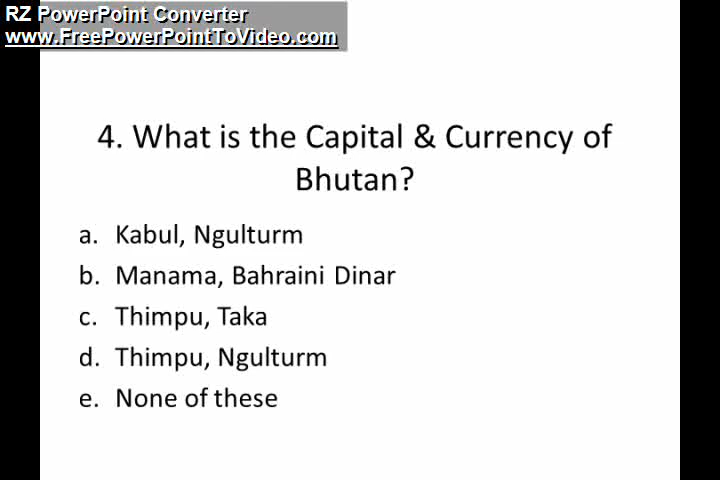 RZ PowerPoint Converter
www.FreePowerPointToVideo.com
4. What is the Capital & Currency of
Bhutan?
a. Kabul, Ngulturm
b. Manama, Bahraini Dinar
c. Thimpu, Taka
d. Thimpu, Ngulturm
e. None of these